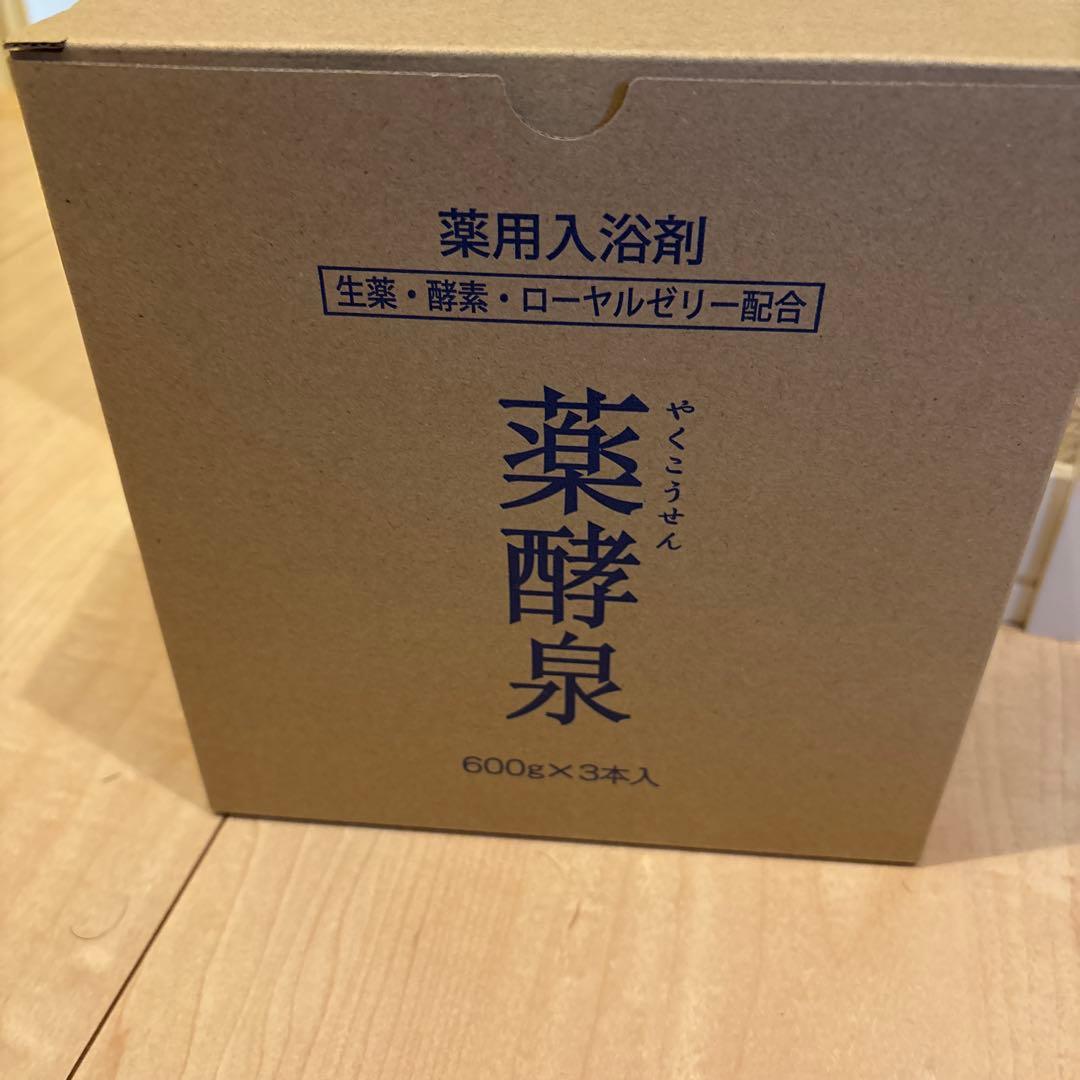 薬用入浴剤
生薬・酵素・ローヤルゼリー配合
薬酵泉
やくこうせん
600g×3本入